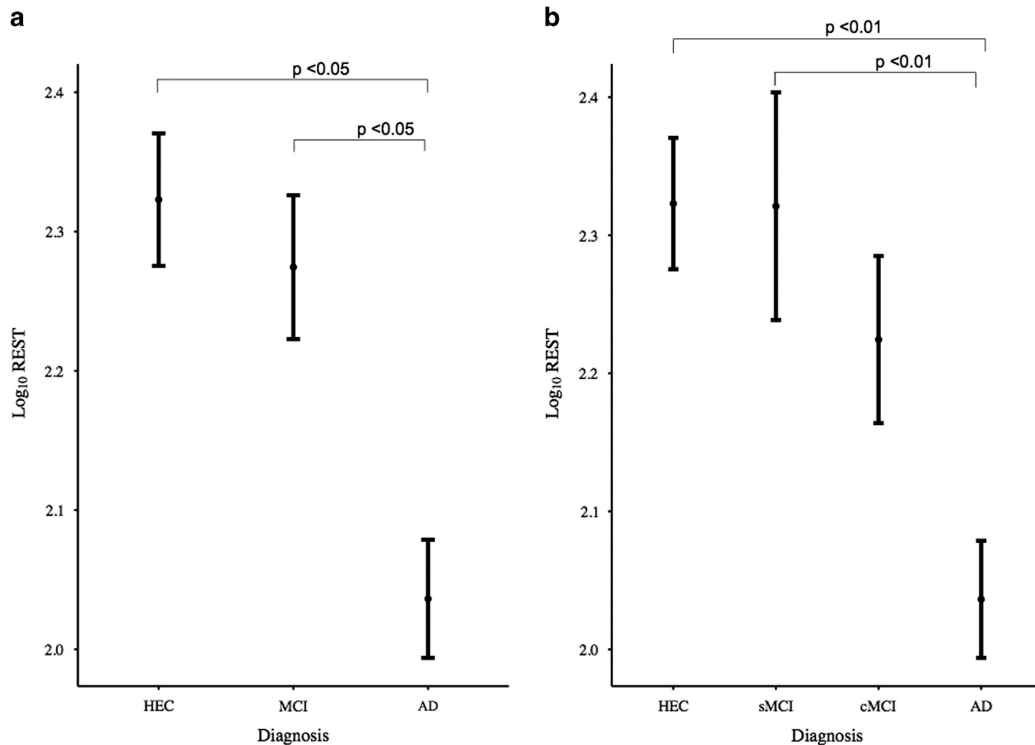 a
p <0.05
p <0.05
2.4
2.3
2.2
2.1
2.0
Log10 REST
HEC MCI AD
Diagnosis
b
p <0.01
p <0.01
2.4
2.3
2.2
2.1
2.0
Log10 REST
HEC sMCI cMCI AD
Diagnosis